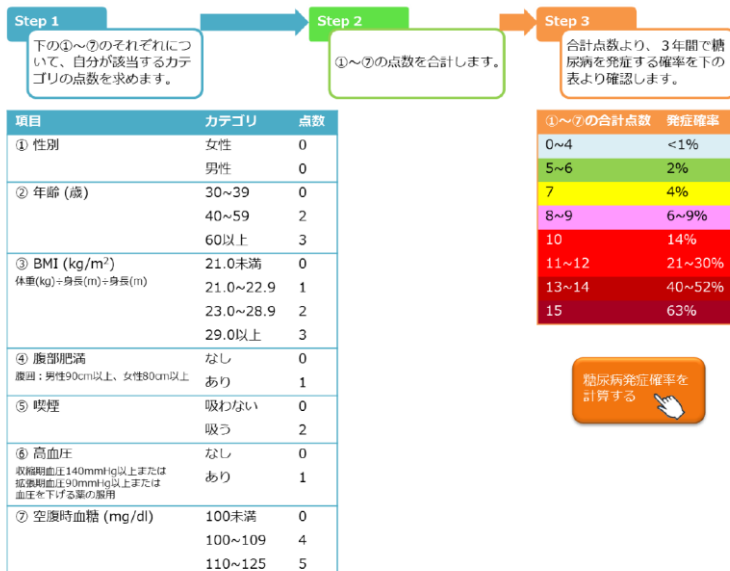 Step 1
下の①～⑦のそれぞれにつ
いて、自分が該当するカテ
ゴリの点数を求めます。
Step 2
①～⑦の点数を合計します。
Step 3
合計点数より、３年間で糖
尿病を発症する確率を下の
表より確認します。
項目 カテゴリ 点数
① 性別 女性 0
男性 0
② 年齢 (歳) 30~39 0
40~59 2
60以上 3
③ BMI (kg/m²) 21.0未満 0
体重(kg)÷身長(m)÷身長(m)
21.0~22.9 1
23.0~28.9 2
29.0以上 3
④ 腹部肥満 なし 0
腹囲：男性90cm以上、女性80cm以上 あり 1
⑤ 喫煙 吸わない 0
吸う 2
⑥ 高血圧 なし 0
収縮期血圧140mmHg以上または
拡張期血圧90mmHg以上または
血圧を下げる薬の服用
あり 1
⑦ 空腹時血糖 (mg/dl) 100未満 0
100~109 4
110~125 5
①～⑦の合計点数 発症確率
0~4 <1%
5~6 2%
7 4%
8~9 6~9%
10 14%
11~12 21~30%
13~14 40~52%
15 63%
糖尿病発症確率を
計算する